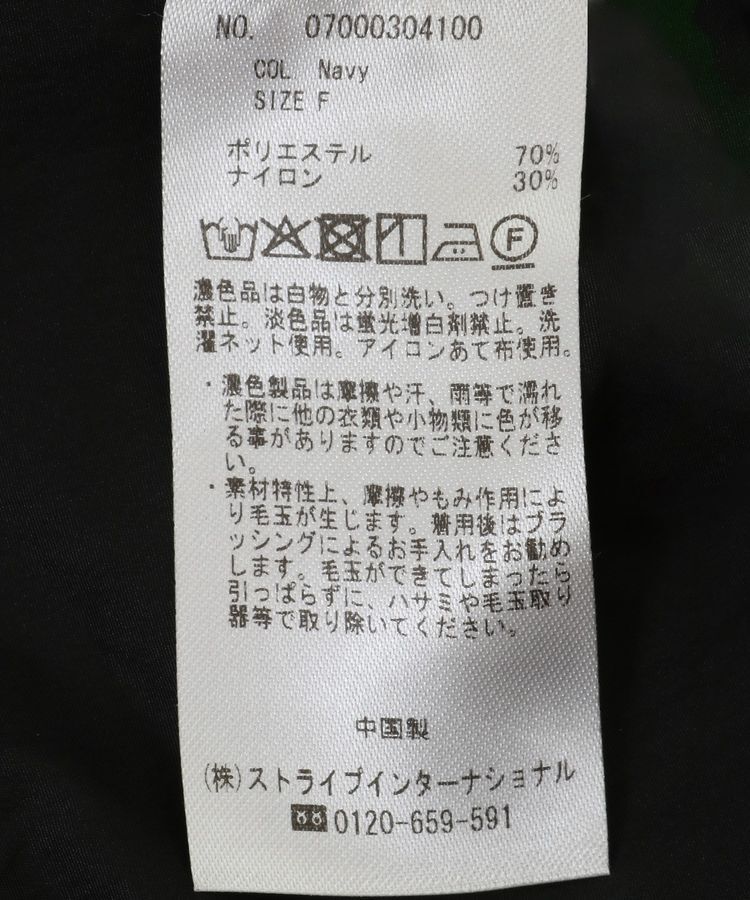 NO. 07000304100
COL Navy
SIZE F
ポリエステル 70%
ナイロン 30%
F
濃色品は白物と分別洗い。つけ置き
禁止。淡色品は蛍光増白剤禁止。洗
濯ネット使用。アイロンあて布使用。
・濃色製品は摩擦や汗、雨等で濡れ
た際に他の衣類や小物類に色が移
る事がありますのでご注意くださ
い。
・素材特性上、摩擦やもみ作用によ
り毛玉が生じます。着用後はブラ
ッシングによるお手入れをお勧め
します。毛玉ができてしまったら
引っぱらずに、ハサミや毛玉取り
器等で取り除いてください。
中国製
(株)ストライプインターナショナル
0120-659-591